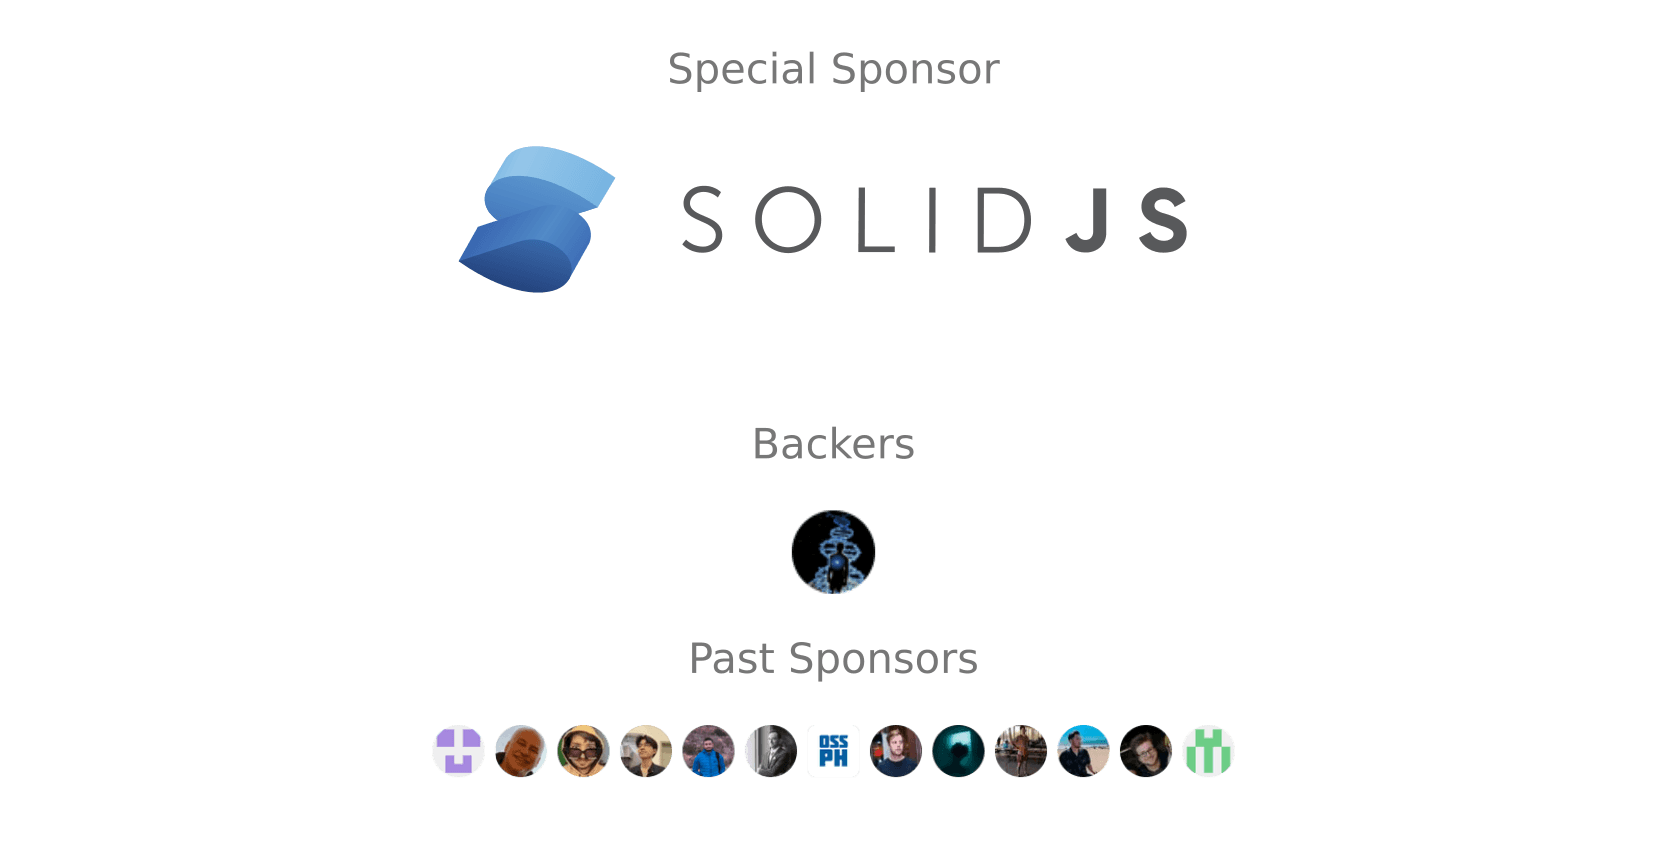 Special Sponsor
SOLIDJS
Backers
Past Sponsors
OSS
PH